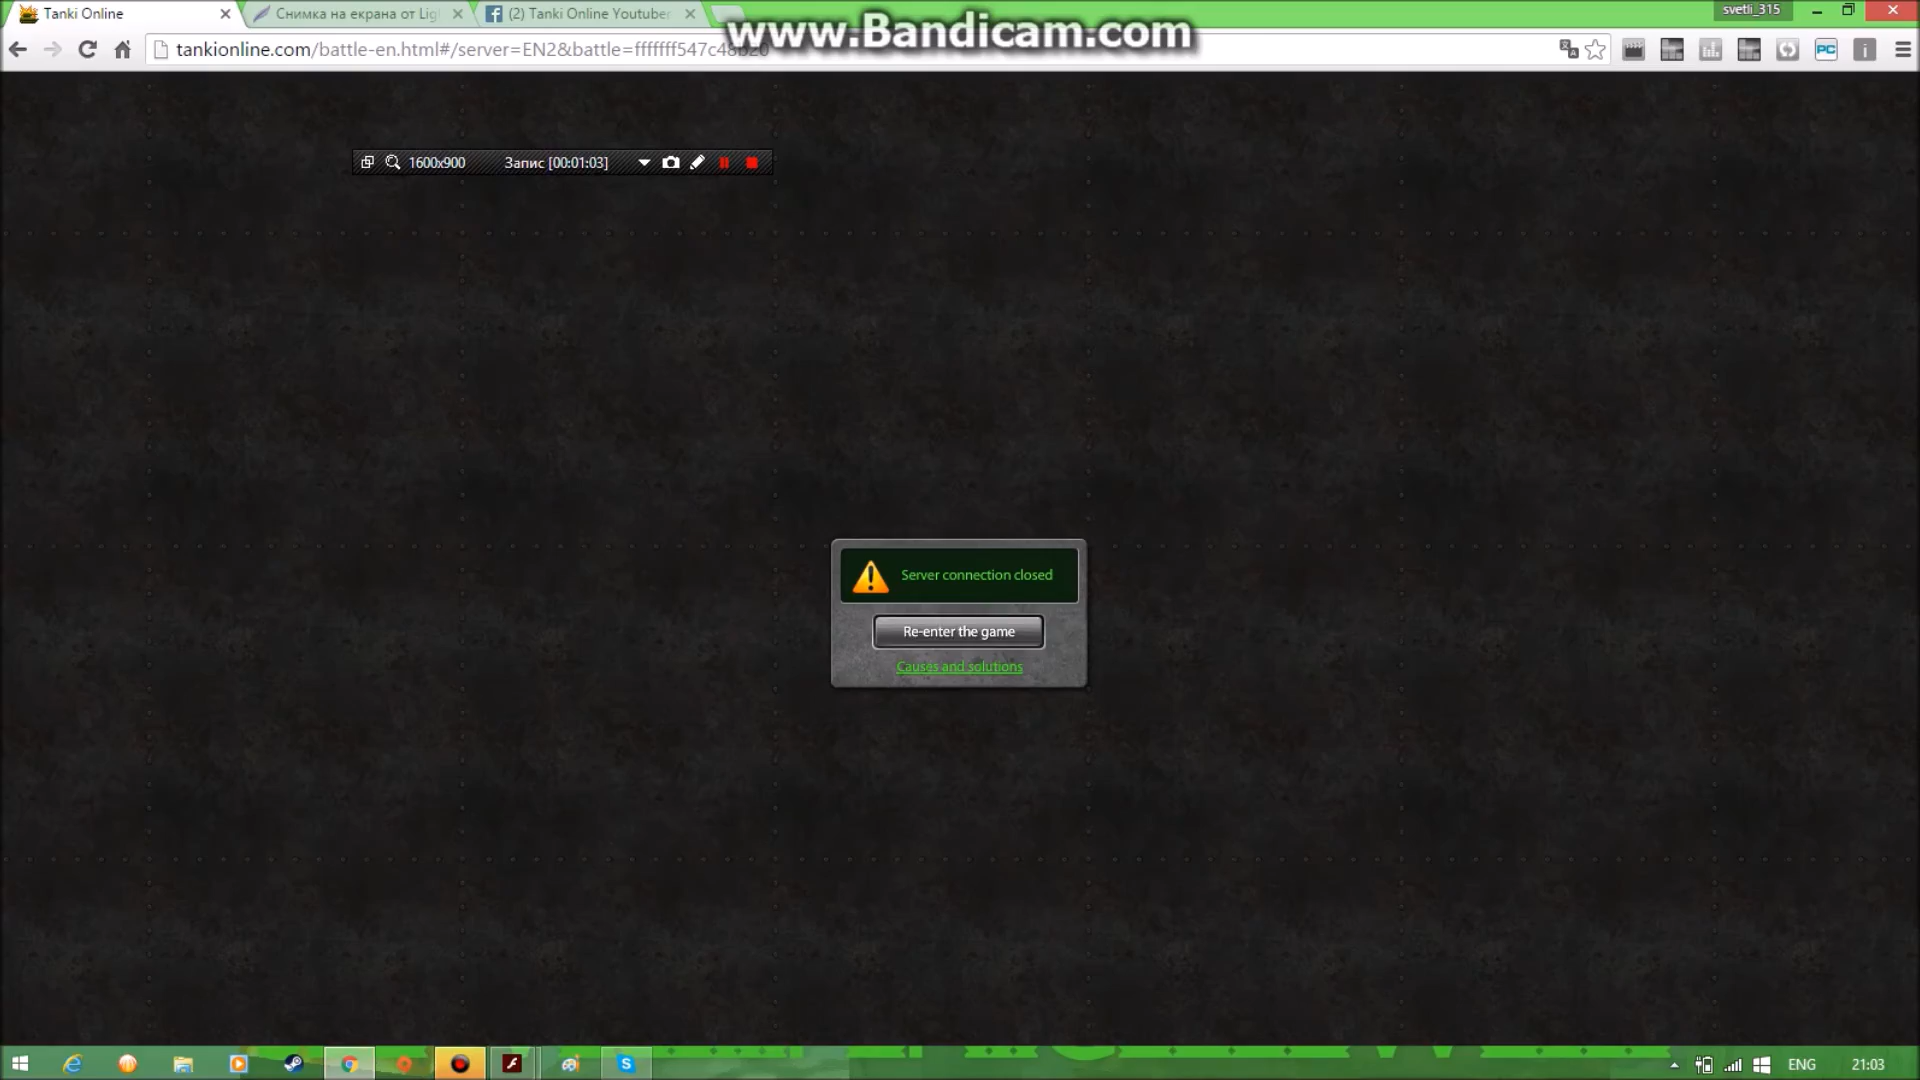 Tanki Online
Снимка на екрана от Lig
(2) Tanki Online Youtuber
www.Bandicam.com
svetli_315
tankionline.com/battle-en.html#/server=EN2&battle=fffffff547c48b20
PC
1600x900
Запис [00:01:03]
Server connection closed
Re-enter the game
Causes and solutions
ENG
21:03